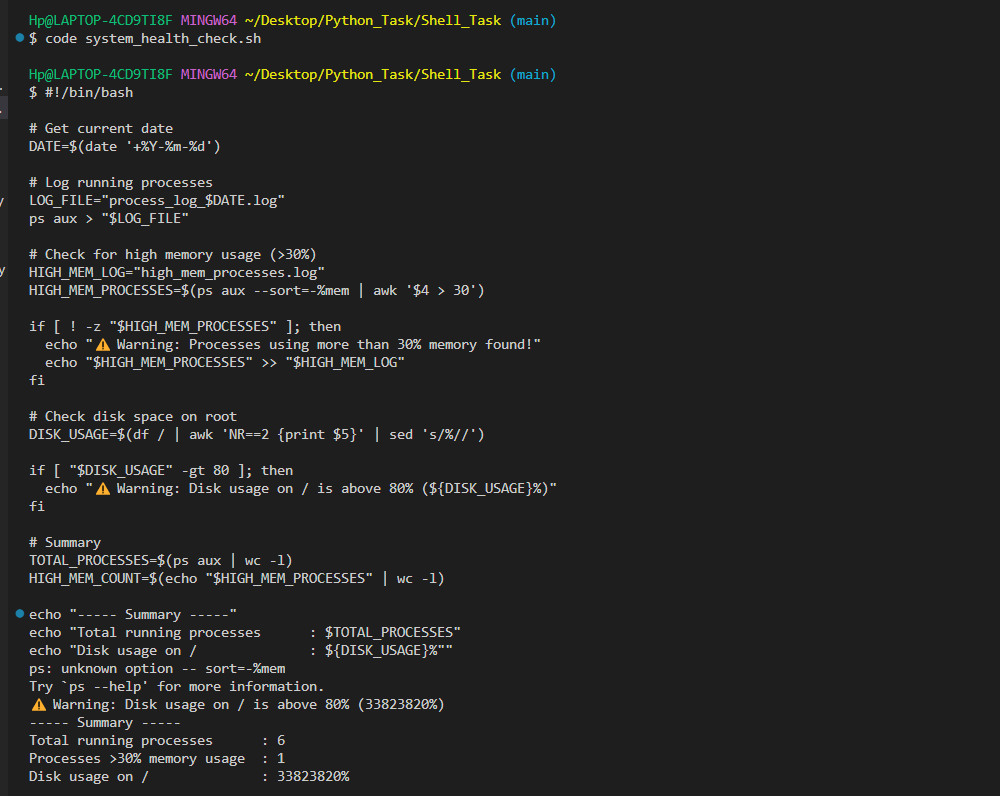 Hp@LAPTOP-4CD9TI8F MINGW64 ~/Desktop/Python_Task/Shell_Task (main)
$ code system_health_check.sh
Hp@LAPTOP-4CD9TI8F MINGW64 ~/Desktop/Python_Task/Shell_Task (main)
$ #!/bin/bash
# Get current date
DATE=$(date '+%Y-%m-%d')
# Log running processes
LOG_FILE="process_log_$DATE.log"
ps aux > "$LOG_FILE"
# Check for high memory usage (>30%)
HIGH_MEM_LOG="high_mem_processes.log"
HIGH_MEM_PROCESSES=$(ps aux --sort=-%mem | awk '$4 > 30')
if [ ! -z "$HIGH_MEM_PROCESSES" ]; then
  echo "⚠️ Warning: Processes using more than 30% memory found!"
  echo "$HIGH_MEM_PROCESSES" >> "$HIGH_MEM_LOG"
fi
# Check disk space on root
DISK_USAGE=$(df / | awk 'NR==2 {print $5}' | sed 's/%//')
if [ "$DISK_USAGE" -gt 80 ]; then
  echo "⚠️ Warning: Disk usage on / is above 80% (${DISK_USAGE}%)"
fi
# Summary
TOTAL_PROCESSES=$(ps aux | wc -l)
HIGH_MEM_COUNT=$(echo "$HIGH_MEM_PROCESSES" | wc -l)
echo "----- Summary -----"
echo "Total running processes      : $TOTAL_PROCESSES"
echo "Disk usage on /              : ${DISK_USAGE}%""
ps: unknown option -- sort=-%mem
Try `ps --help' for more information.
⚠️ Warning: Disk usage on / is above 80% (33823820%)
----- Summary -----
Total running processes      : 6
Processes >30% memory usage  : 1
Disk usage on /              : 33823820%